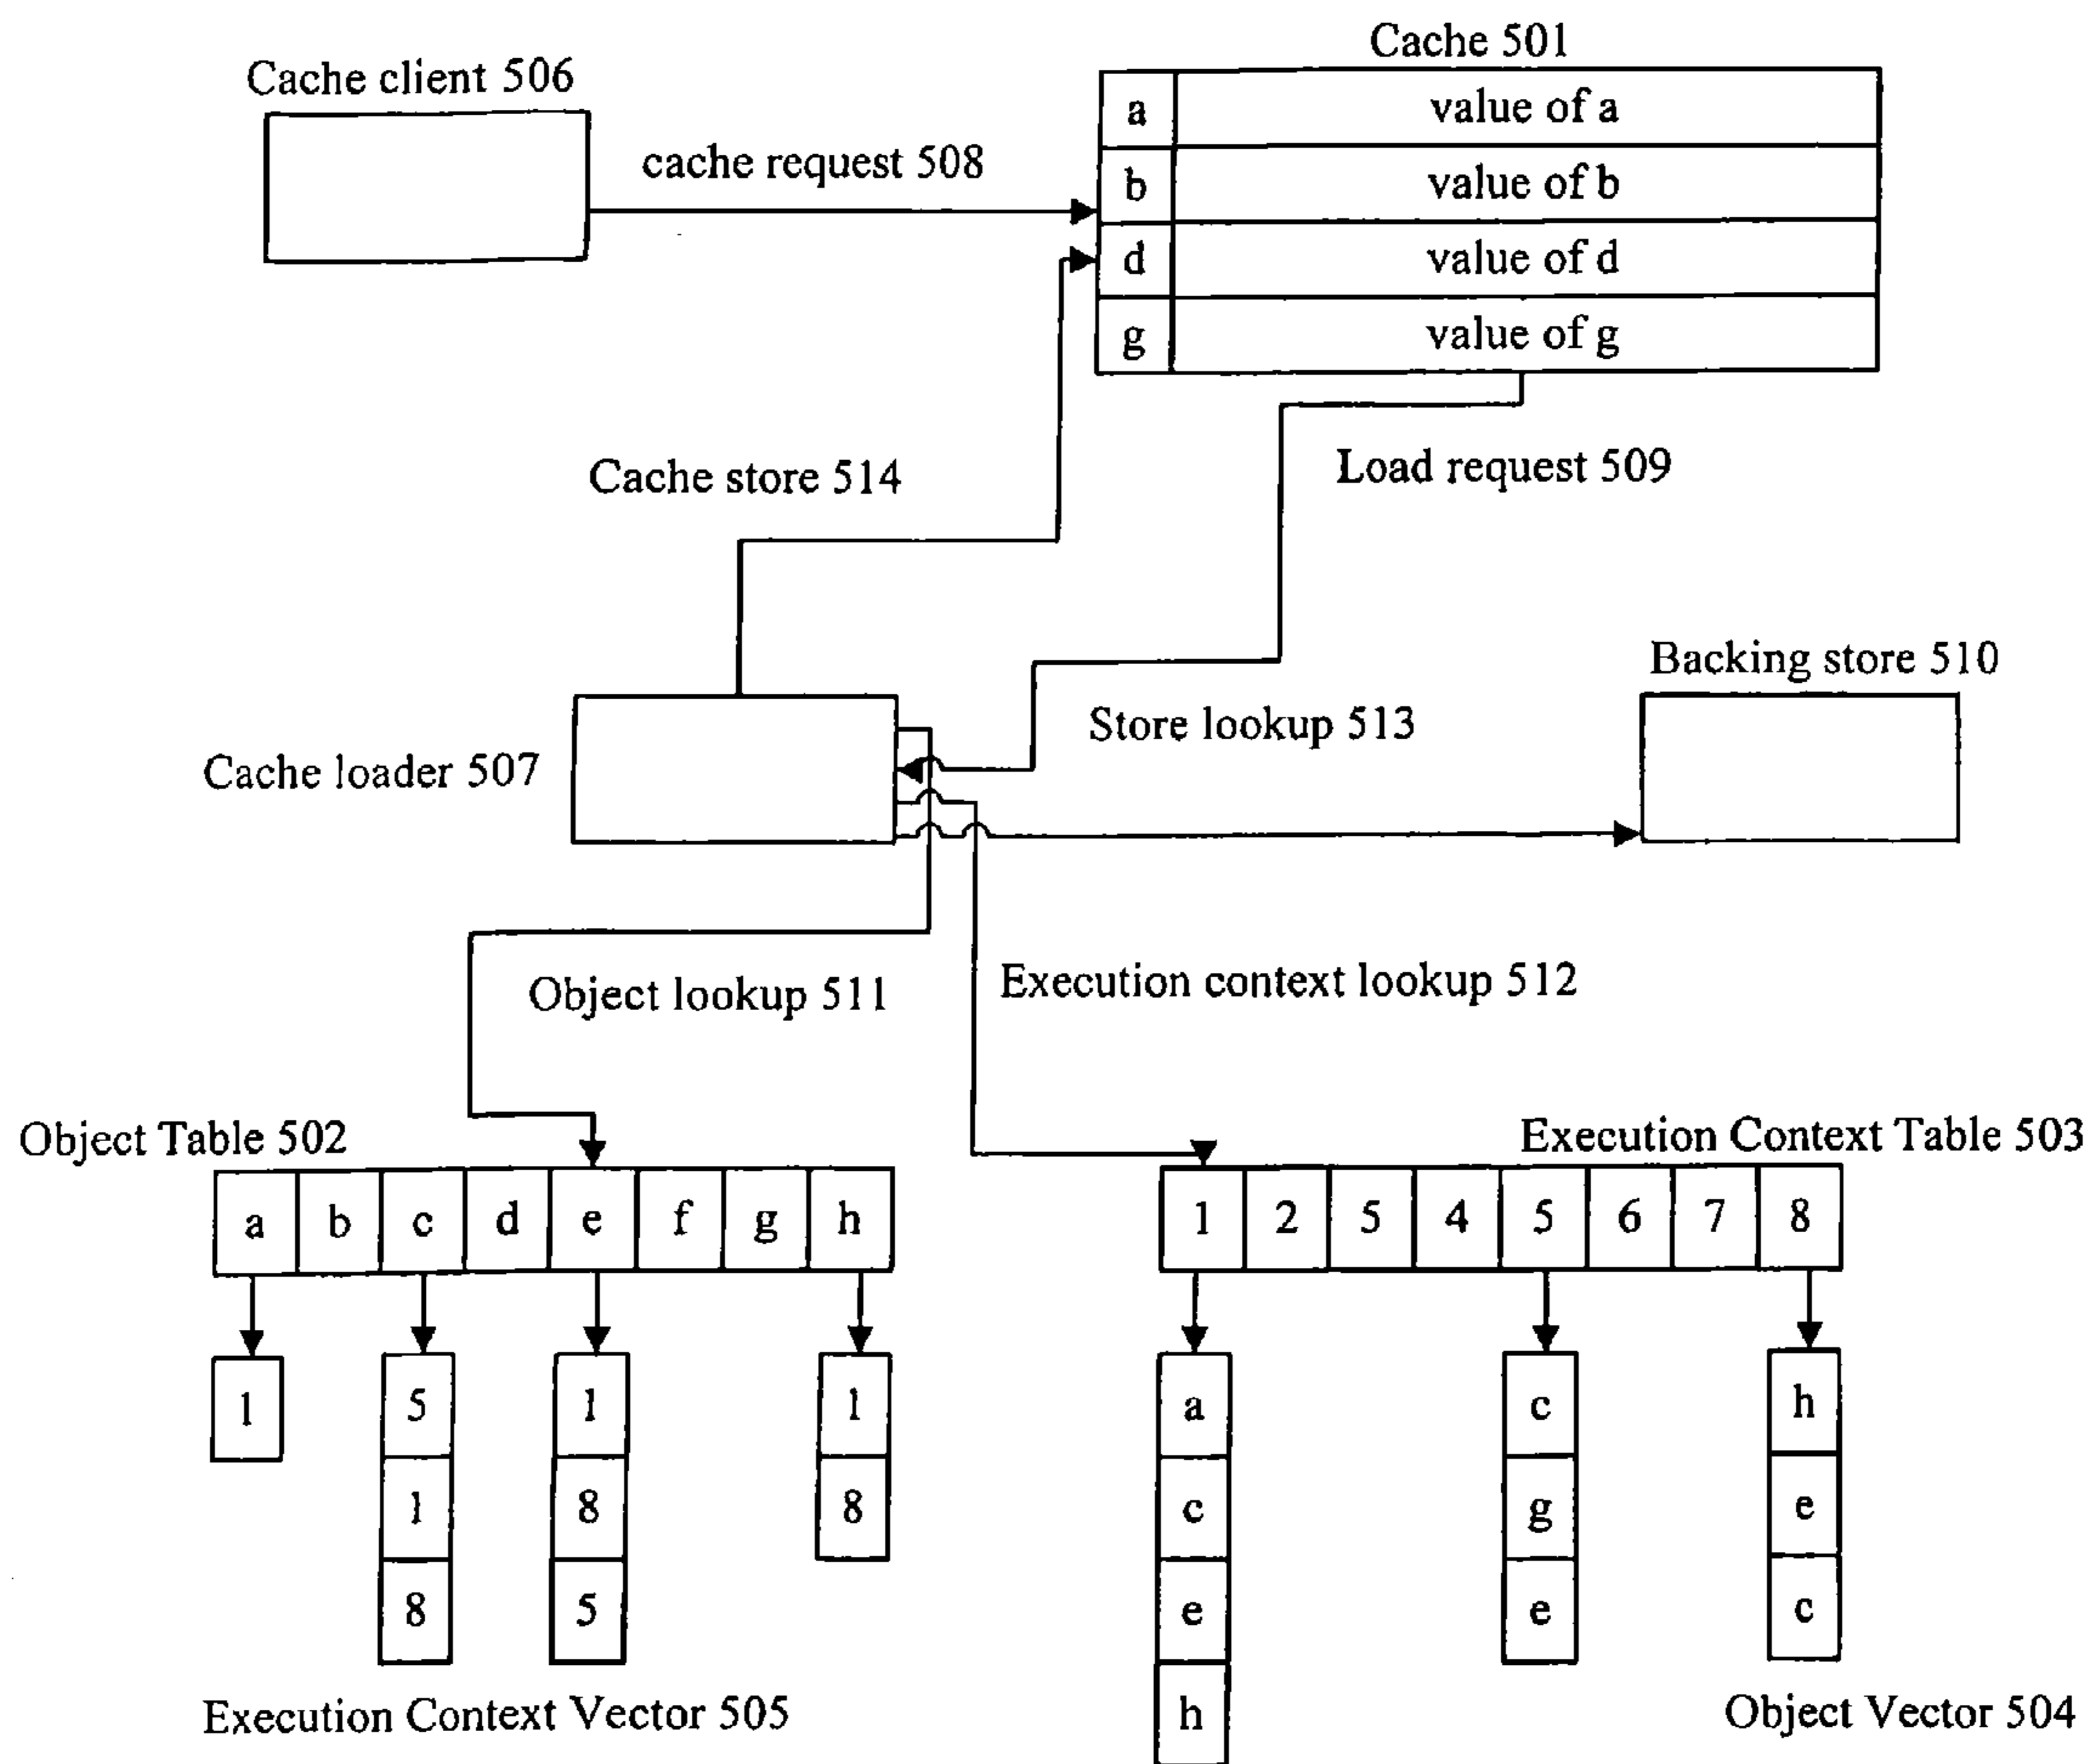 Cache 501
Cache client 506
a value of a
cache request 508
b value of b
d value of d
g value of g
Load request 509
Cache store 514
Backing store 510
Store lookup 513
Cache loader 507
Object lookup 511
Execution context lookup 512
Object Table 502
Execution Context Table 503
a b c d e f g h
1 2 5 4 5 6 7 8
1 5 1 1
a c h
1 8 8
c g e
8 5
e e c
h
Execution Context Vector 505
Object Vector 504